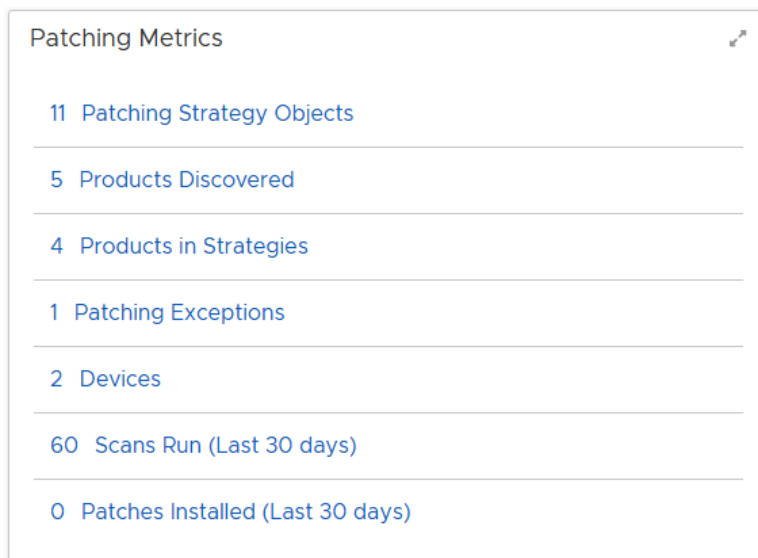 Patching Metrics
11 Patching Strategy Objects
5 Products Discovered
4 Products in Strategies
1 Patching Exceptions
2 Devices
60 Scans Run (Last 30 days)
0 Patches Installed (Last 30 days)